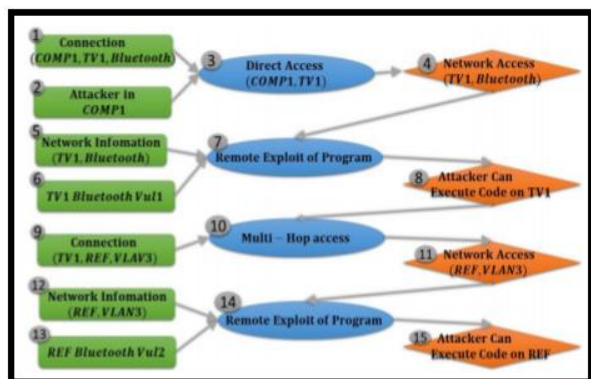 1
Connection
(COMP1,TV1,Bluetooth)
2
Attacker in
COMP1
3
Direct Access
(COMP1,TV1)
4
Network Access
(TV1,Bluetooth)
5
Network Infomation
(TV1,Bluetooth)
6
TV1 Bluetooth Vul1
7
Remote Exploit of Program
8
Attacker Can
Execute Code on TV1
9
Connection
(TV1,REF,VLAV3)
10
Multi – Hop access
11
Network Access
(REF,VLAN3)
12
Network Infomation
(REF,VLAN3)
13
REF Bluetooth Vul2
14
Remote Exploit of Program
15
Attacker Can
Execute Code on REF